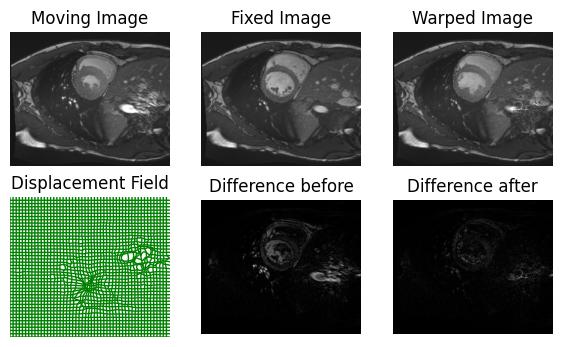 Moving Image
Fixed Image
Warped Image
Displacement Field
Difference before
Difference after